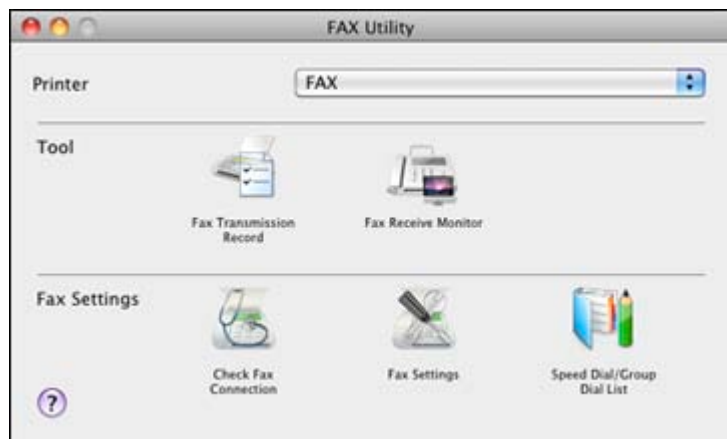 FAX Utility
Printer
FAX
Tool
Fax Transmission
Record
Fax Receive Monitor
Fax Settings
Check Fax
Connection
Fax Settings
Speed Dial/Group
Dial List
?